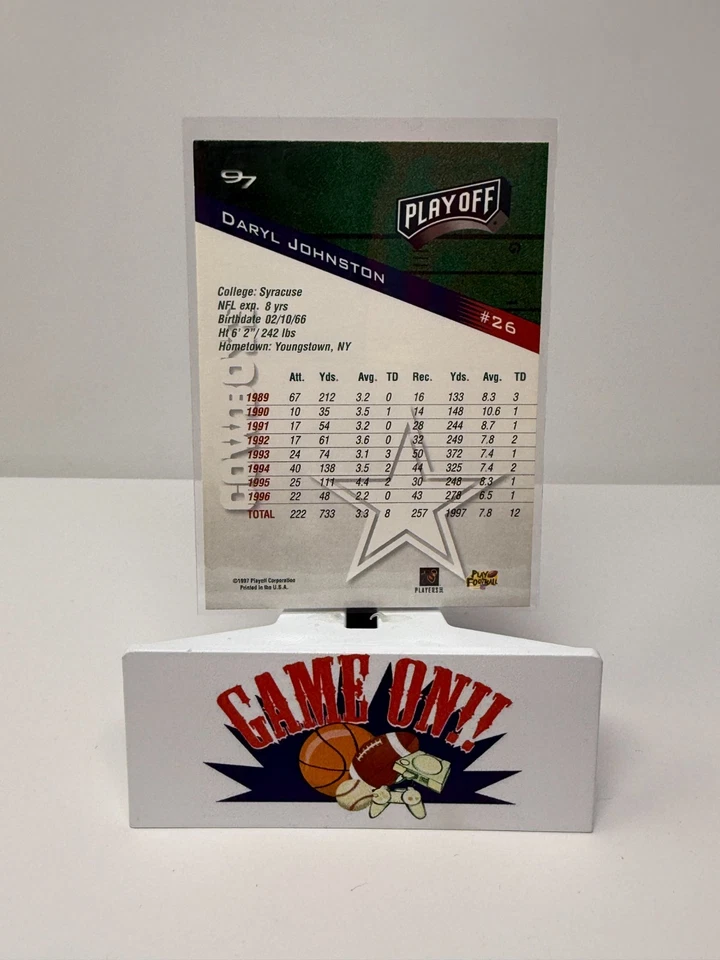 97
PLAYOFF
DARYL JOHNSTON
#26
College: Syracuse
NFL exp. 8 yrs
Birthdate 02/10/66
Ht 6' 2"/ 242 lbs
Hometown: Youngstown, NY
COWBOYS
Att. Yds. Avg. TD Rec. Yds. Avg. TD
1989 67 212 3.2 0 16 133 8.3 3
1990 10 35 3.5 1 14 148 10.6 1
1991 17 54 3.2 0 28 244 8.7 1
1992 17 61 3.6 0 32 249 7.8 2
1993 24 74 3.1 3 50 372 7.4 1
1994 40 138 3.5 2 44 325 7.4 2
1995 25 111 4.4 2 30 248 8.3 1
1996 22 48 2.2 0 43 278 6.5 1
TOTAL 222 733 3.3 8 257 1997 7.8 12
©1997 Playoff Corporation
Printed in the U.S.A.
PLAYERS INC
PLAY
FOOTBALL
GAME ON!!